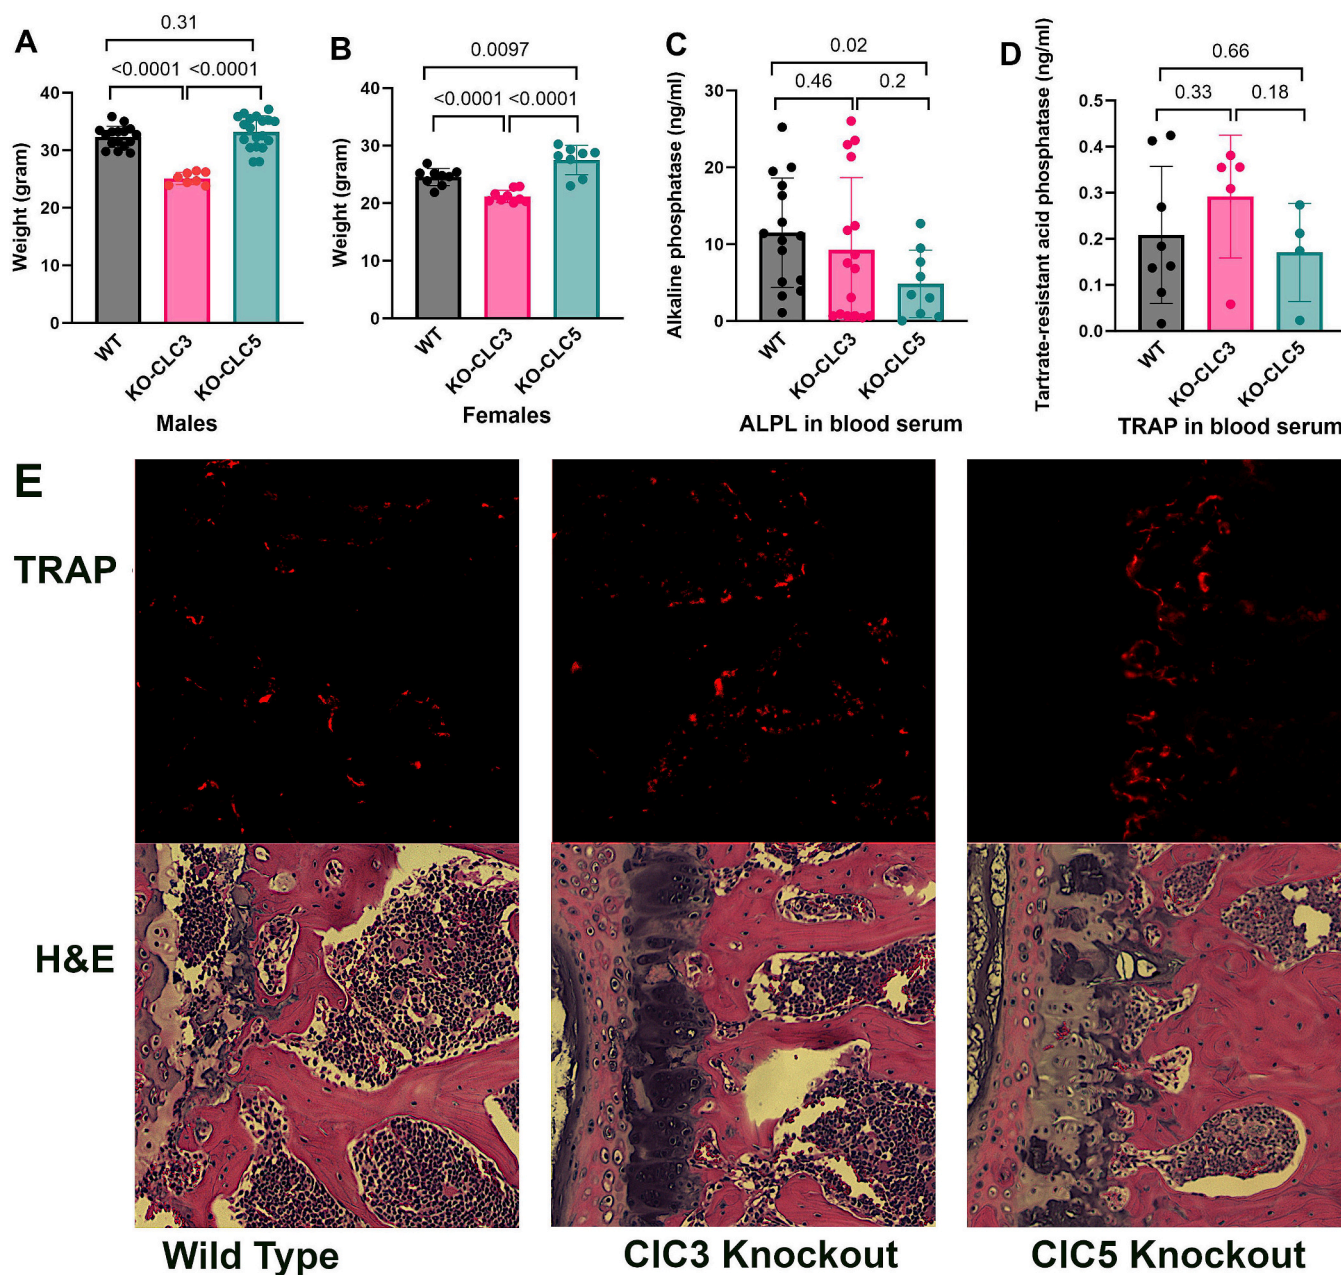 A
0.31
<0.0001 <0.0001
Weight (gram)
40
30
20
10
0
WT
KO-CLC3
KO-CLC5
Males
B
0.0097
<0.0001 <0.0001
Weight (gram)
40
30
20
10
0
WT
KO-CLC3
KO-CLC5
Females
C
0.02
0.46 0.2
Alkaline phosphatase (ng/ml)
30
20
10
0
WT
KO-CLC3
KO-CLC5
ALPL in blood serum
D
0.66
0.33 0.18
Tartrate-resistant acid phosphatase (ng/ml)
0.5
0.4
0.3
0.2
0.1
0.0
WT
KO-CLC3
KO-CLC5
TRAP in blood serum
E
TRAP
H&E
Wild Type
ClC3 Knockout
ClC5 Knockout